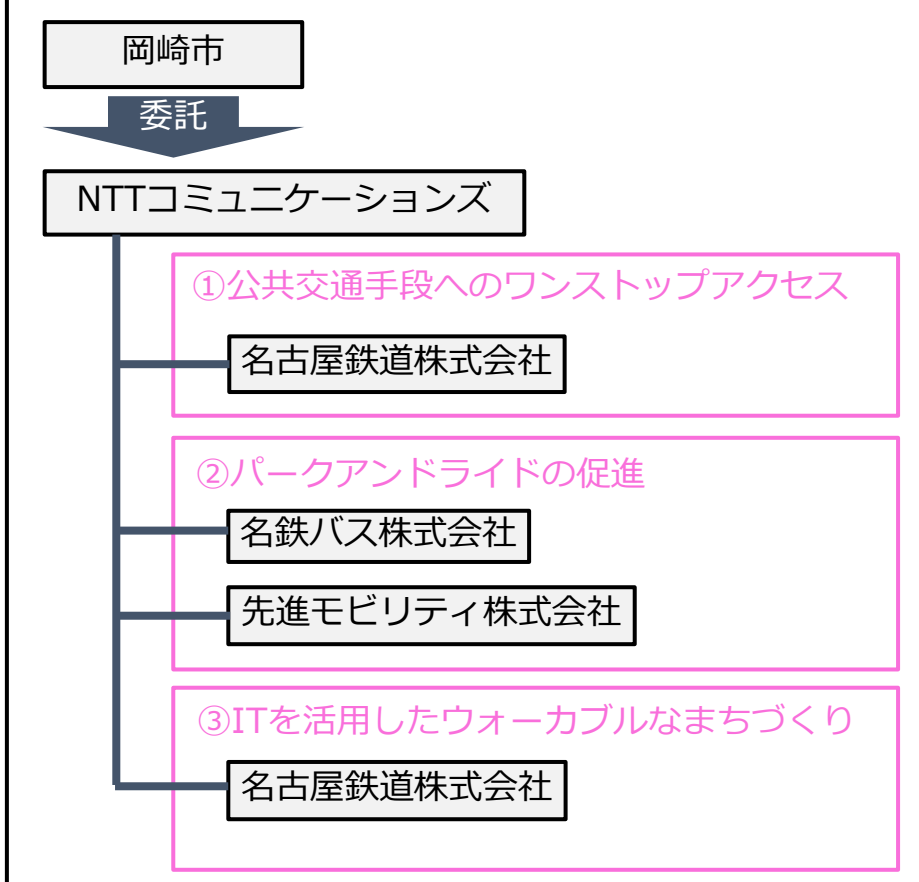 岡崎市
委託
NTTコミュニケーションズ
①公共交通手段へのワンストップアクセス
名古屋鉄道株式会社
②パークアンドライドの促進
名鉄バス株式会社
先進モビリティ株式会社
③ITを活用したウォーカブルなまちづくり
名古屋鉄道株式会社